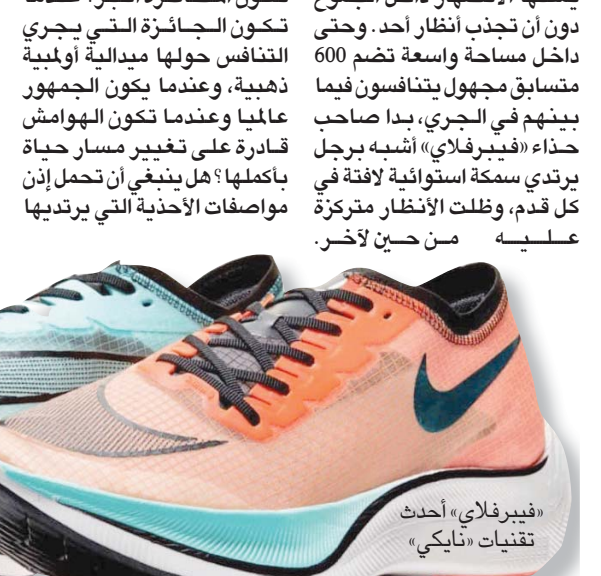 دون أن تجذب أنظار أحد. وحتى
داخل مساحة واسعة تضم 600
متسابق مجهول يتنافسون فيما
بينهم في الجري، بدا صاحب
حذاء «فيبرفلاي» أشبه برجل
يرتدي سمكة استوائية لافتة في
كل قدم، وظلت الأنظار متركزة
عليه من حين لآخر.
تكون الجائزة التي يجري
التنافس حولها ميدالية أولمبية
ذهبية، وعندما يكون الجمهور
عالميا وعندما تكون الهوامش
قادرة على تغيير مسار حياة
بأكملها؟ هل ينبغي أن تحمل إذن
مواصفات الأحذية التي يرتديها
«فيبرفلاي» أحدث
تقنيات «نايكي»